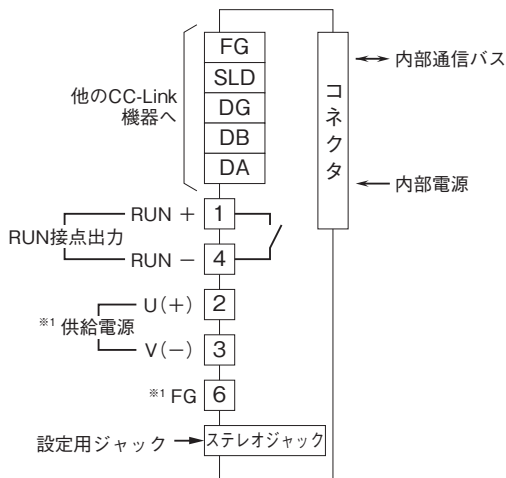 FG
SLD
DG
DB
DA
他のCC-Link
機器へ
コネクタ
内部通信バス
内部電源
RUN +
1
RUN接点出力
RUN −
4
U(+)
2
※1 供給電源
V(−)
3
※1 FG
6
設定用ジャック
ステレオジャック